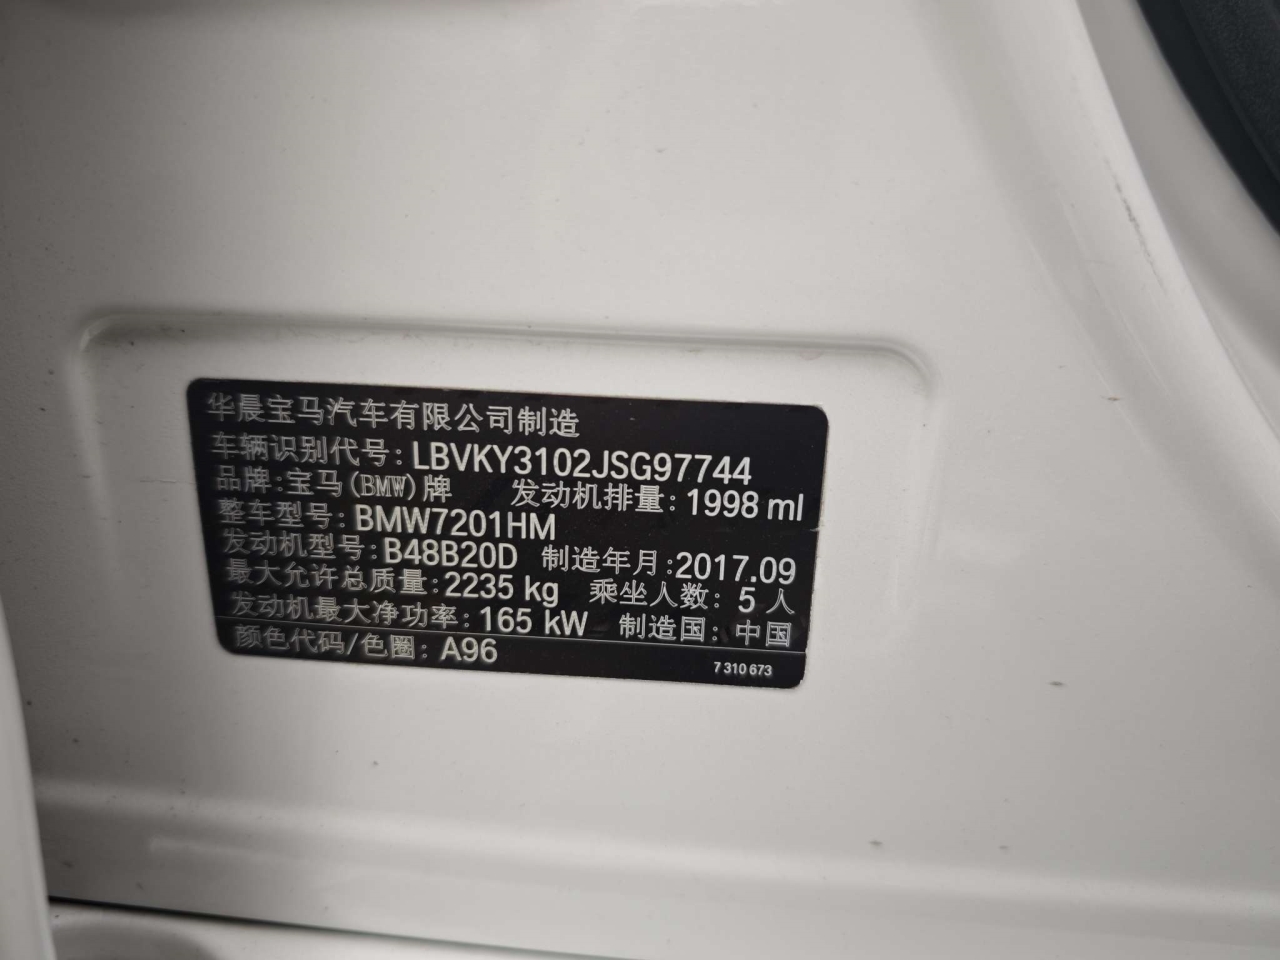 华晨宝马汽车有限公司制造
车辆识别代号: LBVKY3102JSG97744
品牌: 宝马(BMW)牌 发动机排量: 1998 ml
整车型号: BMW7201HM
发动机型号: B48B20D 制造年月: 2017.09
最大允许总质量: 2235 kg 乘坐人数: 5 人
发动机最大净功率: 165 kW 制造国: 中国
颜色代码/色圈: A96
7 310 673